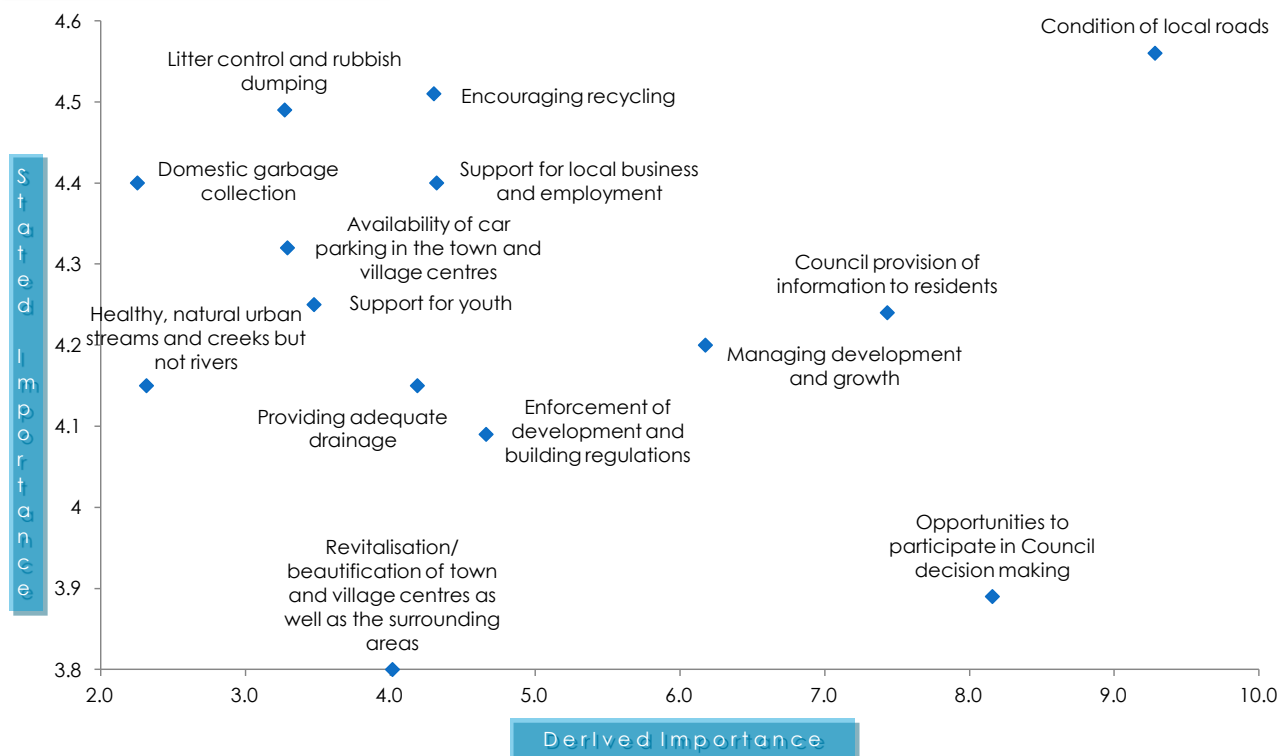 4.6
4.5
4.4
4.3
4.2
4.1
4
3.9
3.8
Stated Importance
Condition of local roads
Litter control and rubbish
dumping
Encouraging recycling
Domestic garbage
collection
Support for local business
and employment
Availability of car
parking in the town and
village centres
Council provision of
information to residents
Support for youth
Healthy, natural urban
streams and creeks but
not rivers
Managing development
and growth
Providing adequate
drainage
Enforcement of
development and
building regulations
Opportunities to
participate in Council
decision making
Revitalisation/
beautification of town
and village centres as
well as the surrounding
areas
2.0 3.0 4.0 5.0 6.0 7.0 8.0 9.0 10.0
Derived Importance